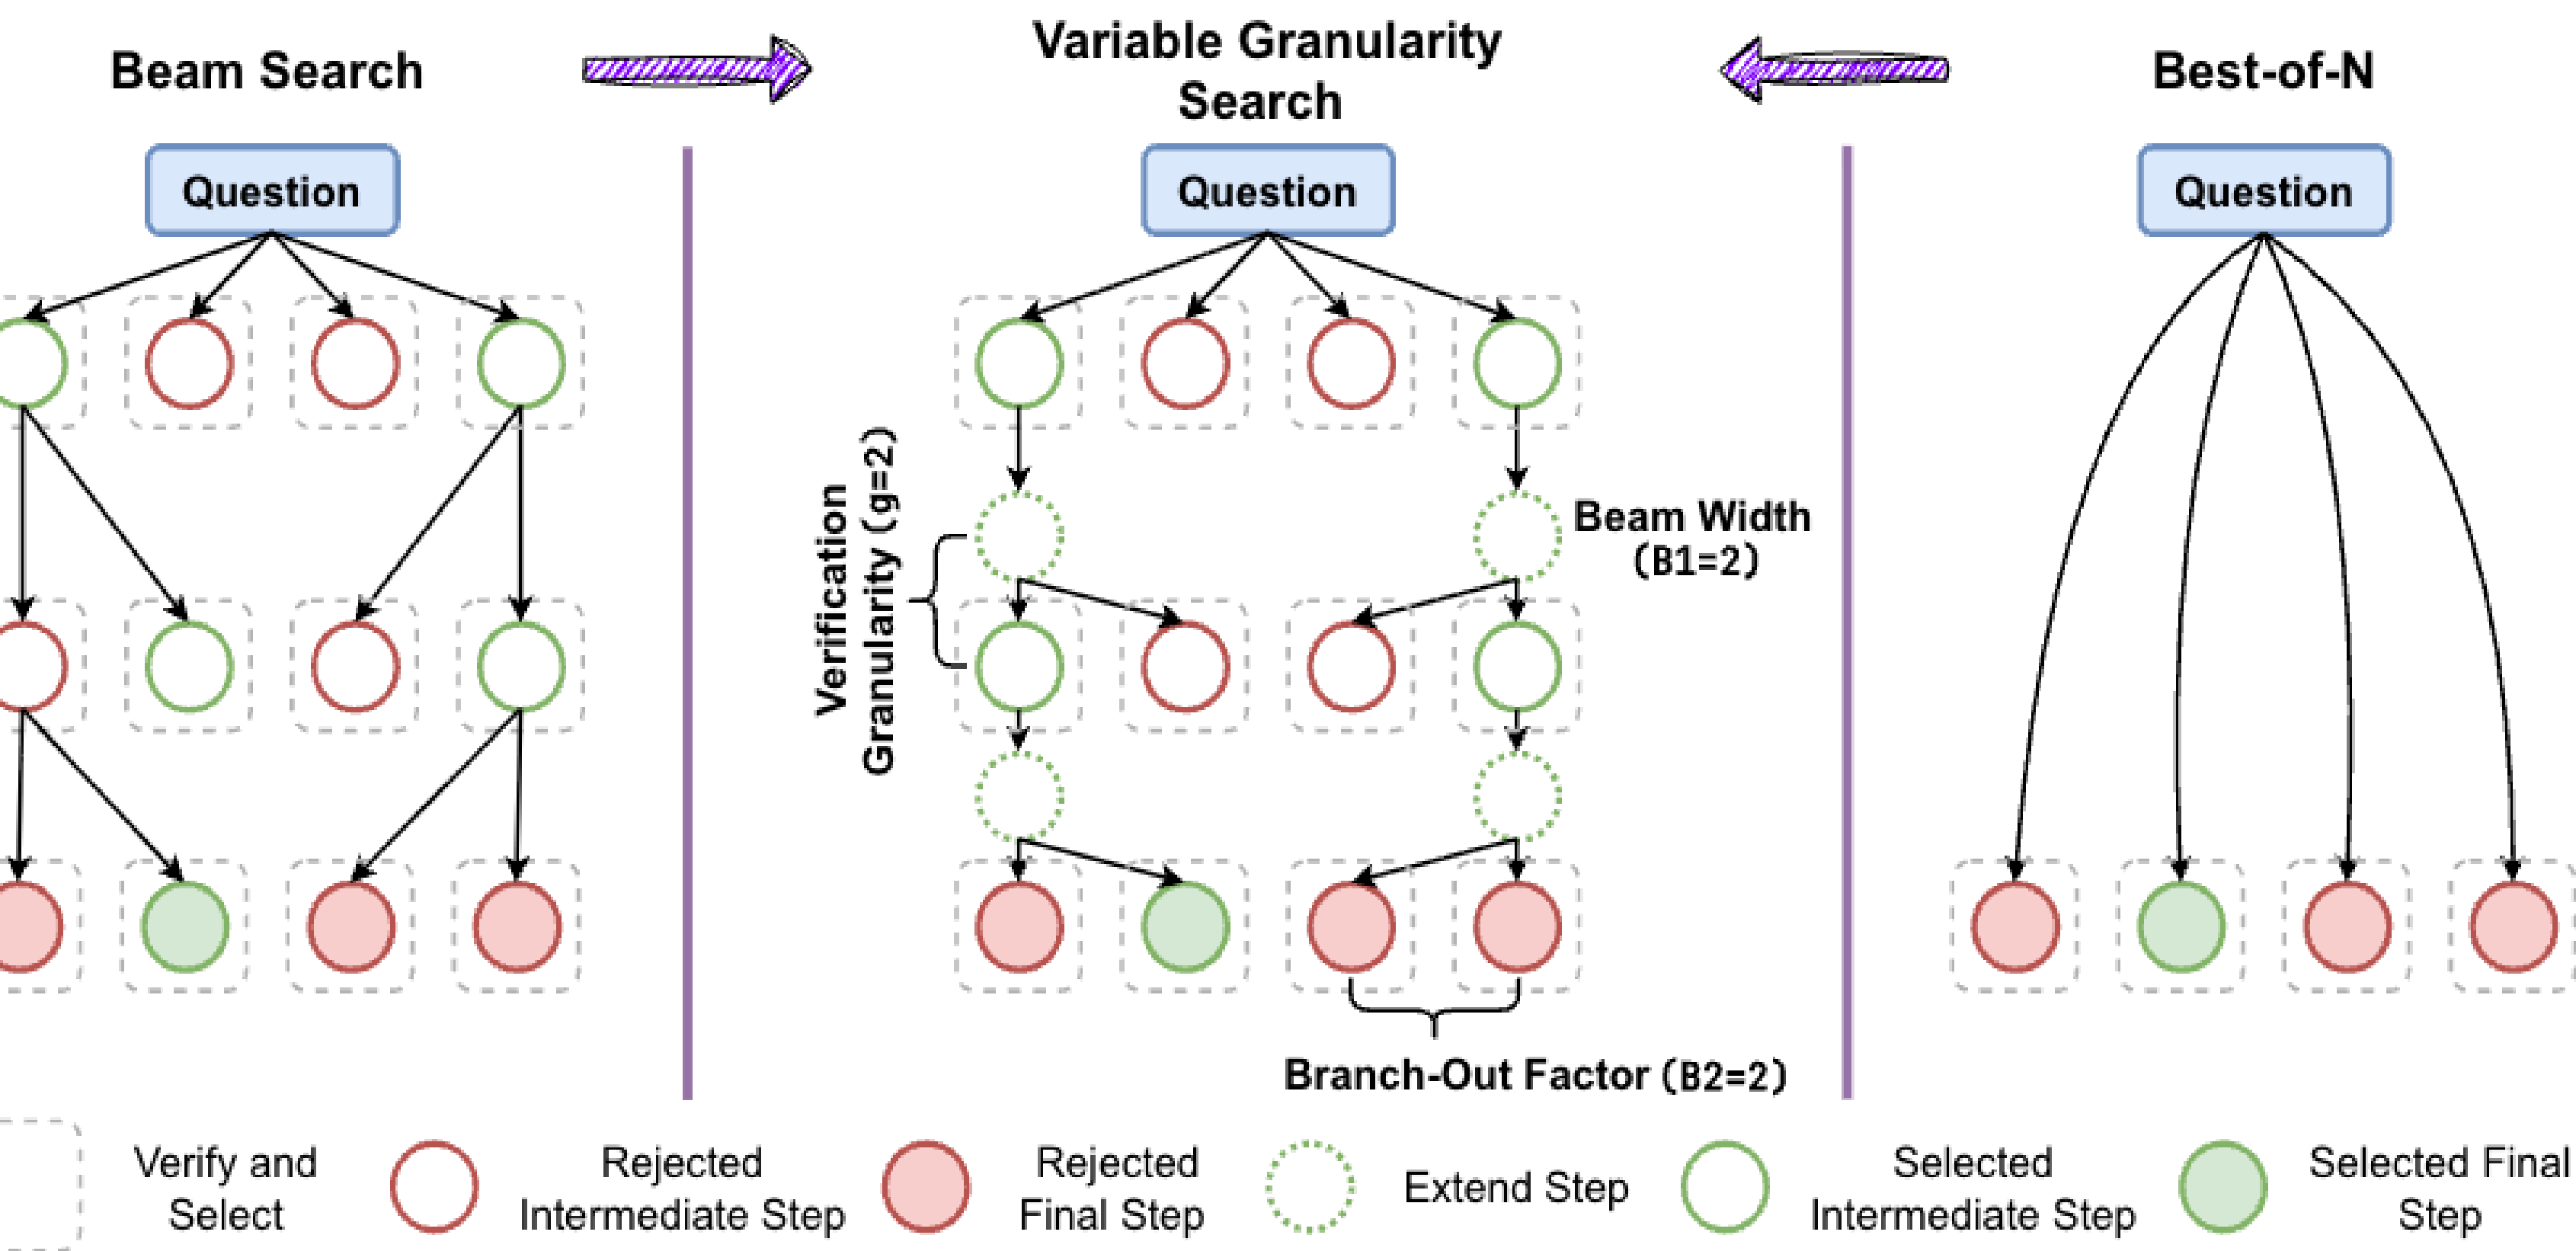 Beam Search
Variable Granularity
Search
Best-of-N
Question
Question
Question
Verification
Granularity (g=2)
Beam Width
(B1=2)
Branch-Out Factor (B2=2)
Verify and
Select
Rejected
Intermediate Step
Rejected
Final Step
Extend Step
Selected
Intermediate Step
Selected Final
Step